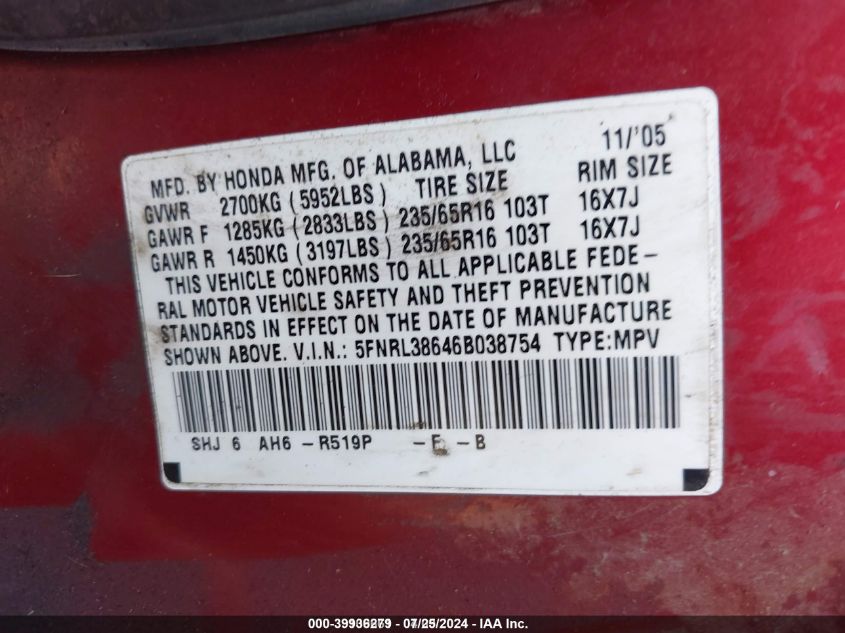 MFD. BY HONDA MFG. OF ALABAMA, LLC 11/'05
GVWR 2700KG (5952LBS) TIRE SIZE RIM SIZE
GAWR F 1285KG (2833LBS) 235/65R16 103T 16X7J
GAWR R 1450KG (3197LBS) 235/65R16 103T 16X7J
THIS VEHICLE CONFORMS TO ALL APPLICABLE FEDE-
RAL MOTOR VEHICLE SAFETY AND THEFT PREVENTION
STANDARDS IN EFFECT ON THE DATE OF MANUFACTURE
SHOWN ABOVE. V.I.N.: 5FNRL38646B038754 TYPE:MPV
SHJ 6 AH6 -R519P -F -B
- IAA Inc.